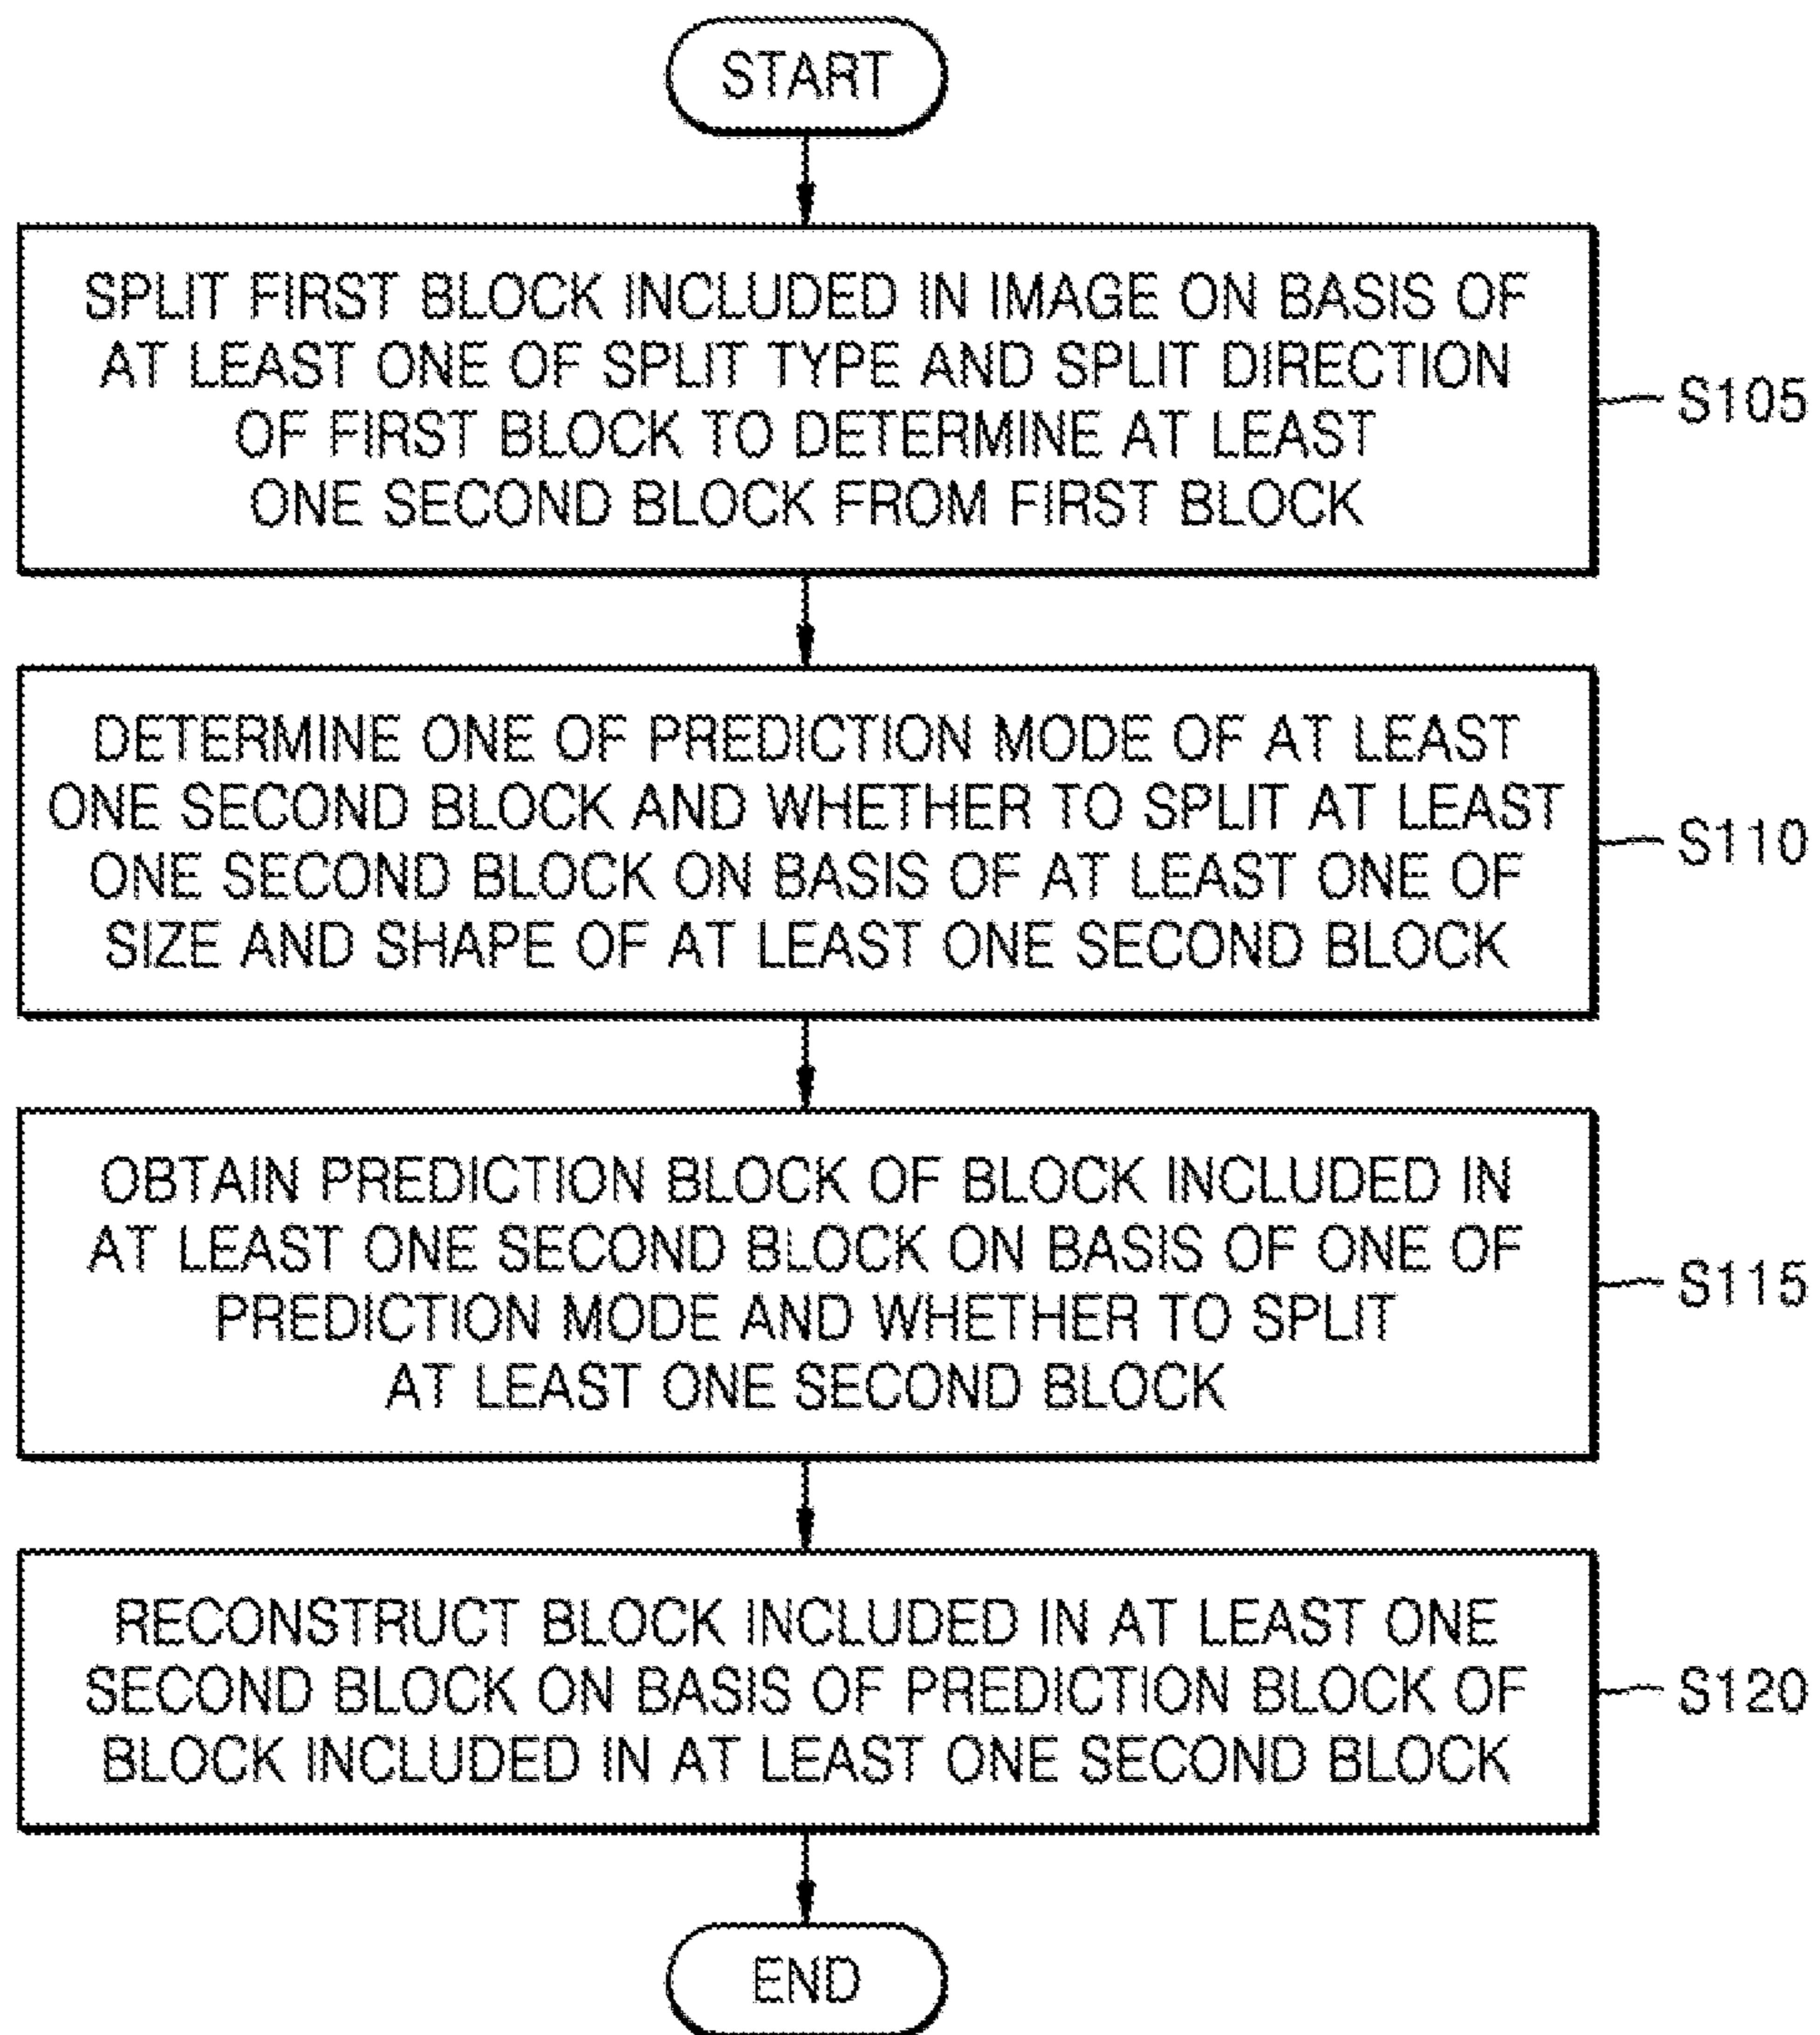 START
SPLIT FIRST BLOCK INCLUDED IN IMAGE ON BASIS OF
AT LEAST ONE OF SPLIT TYPE AND SPLIT DIRECTION
OF FIRST BLOCK TO DETERMINE AT LEAST
ONE SECOND BLOCK FROM FIRST BLOCK
S105
DETERMINE ONE OF PREDICTION MODE OF AT LEAST
ONE SECOND BLOCK AND WHETHER TO SPLIT AT LEAST
ONE SECOND BLOCK ON BASIS OF AT LEAST ONE OF
SIZE AND SHAPE OF AT LEAST ONE SECOND BLOCK
S110
OBTAIN PREDICTION BLOCK OF BLOCK INCLUDED IN
AT LEAST ONE SECOND BLOCK ON BASIS OF ONE OF
PREDICTION MODE AND WHETHER TO SPLIT
AT LEAST ONE SECOND BLOCK
S115
RECONSTRUCT BLOCK INCLUDED IN AT LEAST ONE
SECOND BLOCK ON BASIS OF PREDICTION BLOCK OF
BLOCK INCLUDED IN AT LEAST ONE SECOND BLOCK
S120
END